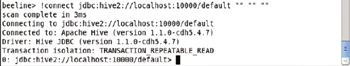 beeline> !connect jdbc:hive2://localhost:10000/default "" "" ""
scan complete in 3ms
Connecting to jdbc:hive2://localhost:10000/default
Connected to: Apache Hive (version 1.1.0-cdh5.4.7)
Driver: Hive JDBC (version 1.1.0-cdh5.4.7)
Transaction isolation: TRANSACTION_REPEATABLE_READ
0: jdbc:hive2://localhost:10000/default>